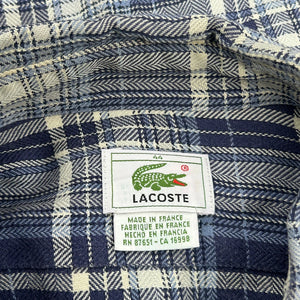 44
LACOSTE
MADE IN FRANCE
FABRIQUE EN FRANCE
HECHO EN FRANCIA
RN 87651 - CA 16998